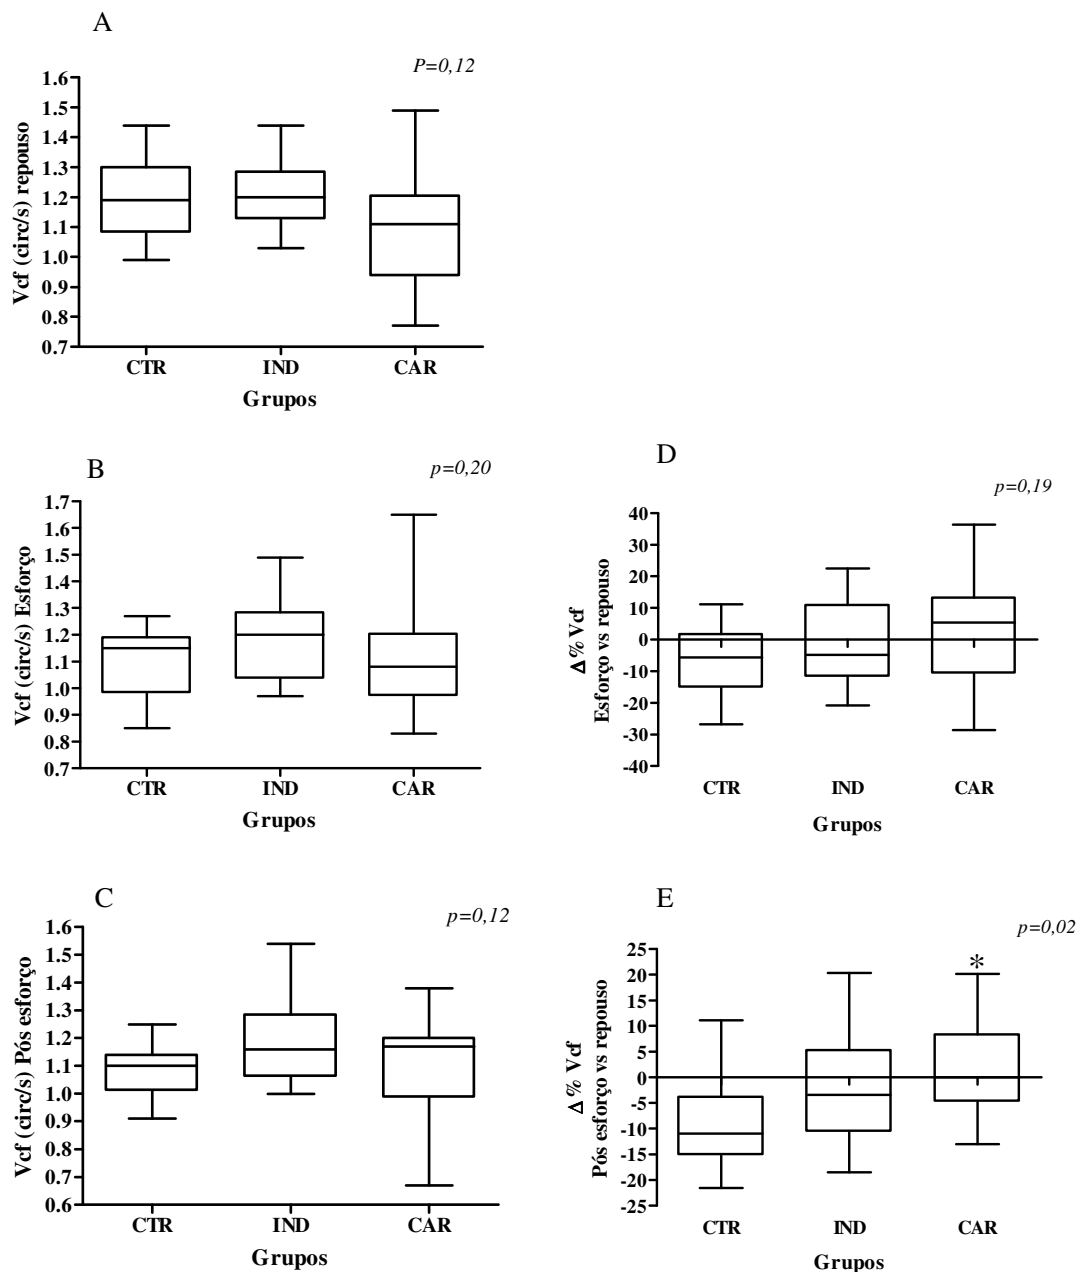 A
P=0,12
Vcf (circ/s) repouso
1.6
1.5
1.4
1.3
1.2
1.1
1.0
0.9
0.8
0.7
CTR IND CAR
Grupos
B
p=0,20
Vcf (circ/s) Esforço
1.7
1.6
1.5
1.4
1.3
1.2
1.1
1.0
0.9
0.8
0.7
CTR IND CAR
Grupos
D
p=0,19
Δ% Vcf
Esforço vs repouso
40
30
20
10
0
-10
-20
-30
-40
CTR IND CAR
Grupos
C
p=0,12
Vcf (circ/s) Pós esforço
1.6
1.5
1.4
1.3
1.2
1.1
1.0
0.9
0.8
0.7
0.6
CTR IND CAR
Grupos
E
p=0,02
Δ% Vcf
Pós esforço vs repouso
25
20
15
10
5
0
-5
-10
-15
-20
-25
*
CTR IND CAR
Grupos